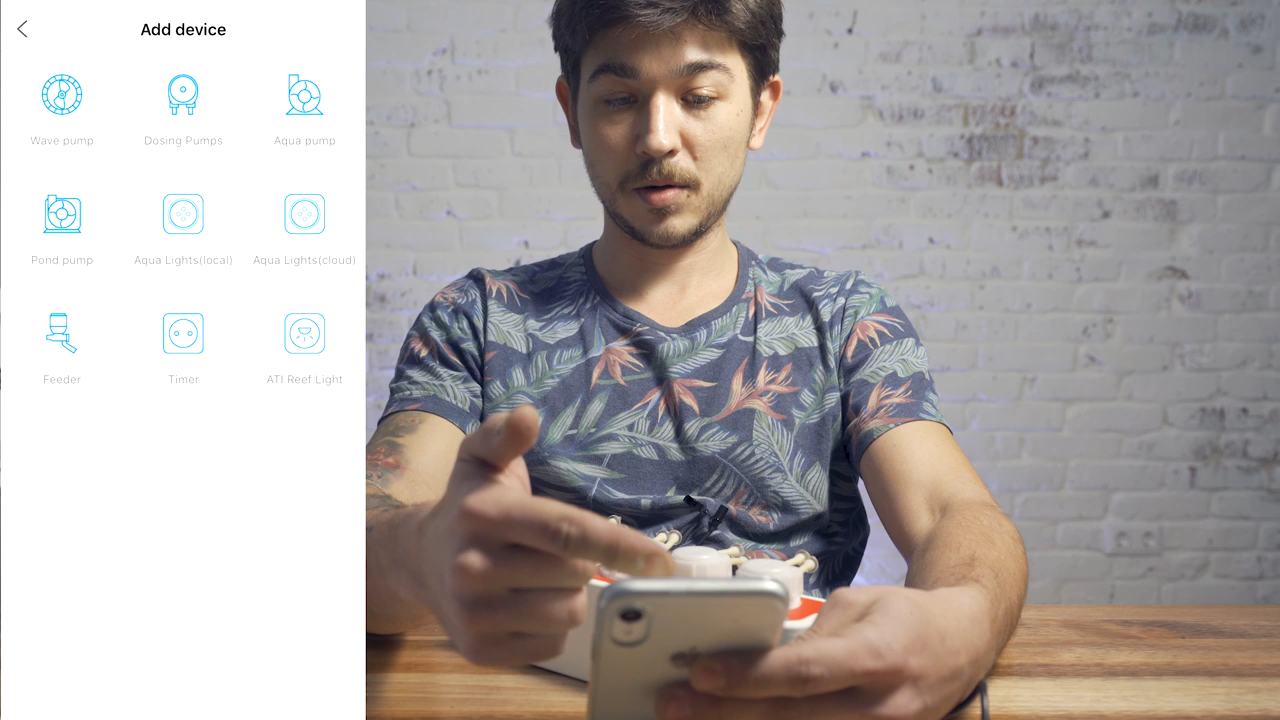 Add device
Wave pump
Dosing Pumps
Aqua pump
Pond pump
Aqua Lights(local)
Aqua Lights(cloud)
Feeder
Timer
ATI Reef Light